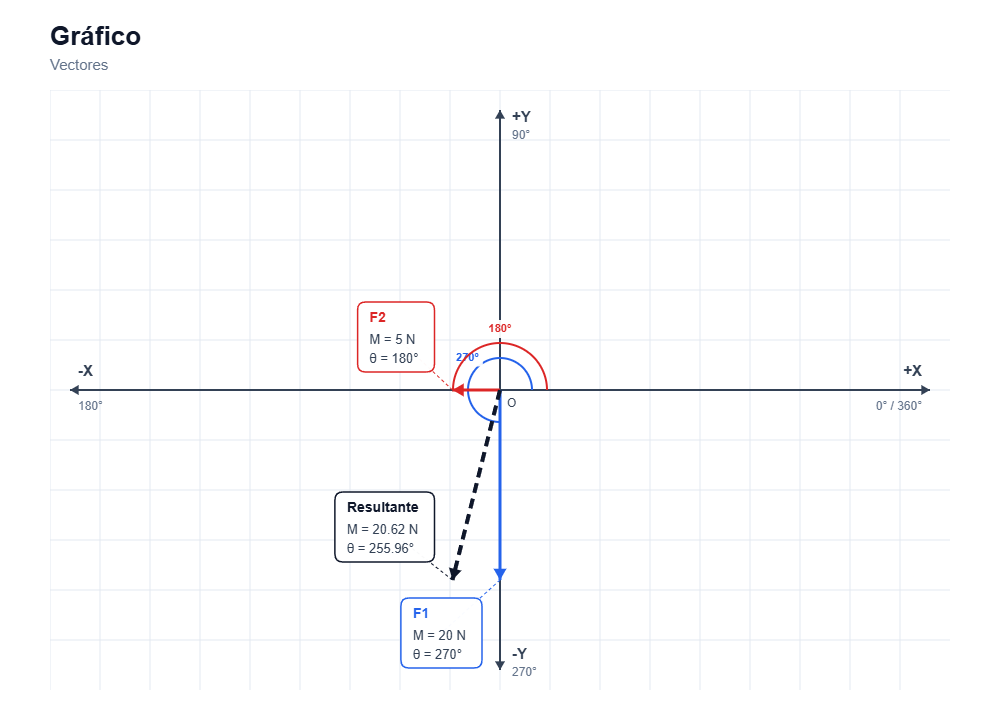 Gráfico
Vectores
+Y
90°
F2
M = 5 N
θ = 180°
180°
270°
-X
180°
+X
0° / 360°
O
Resultante
M = 20.62 N
θ = 255.96°
F1
M = 20 N
θ = 270°
-Y
270°